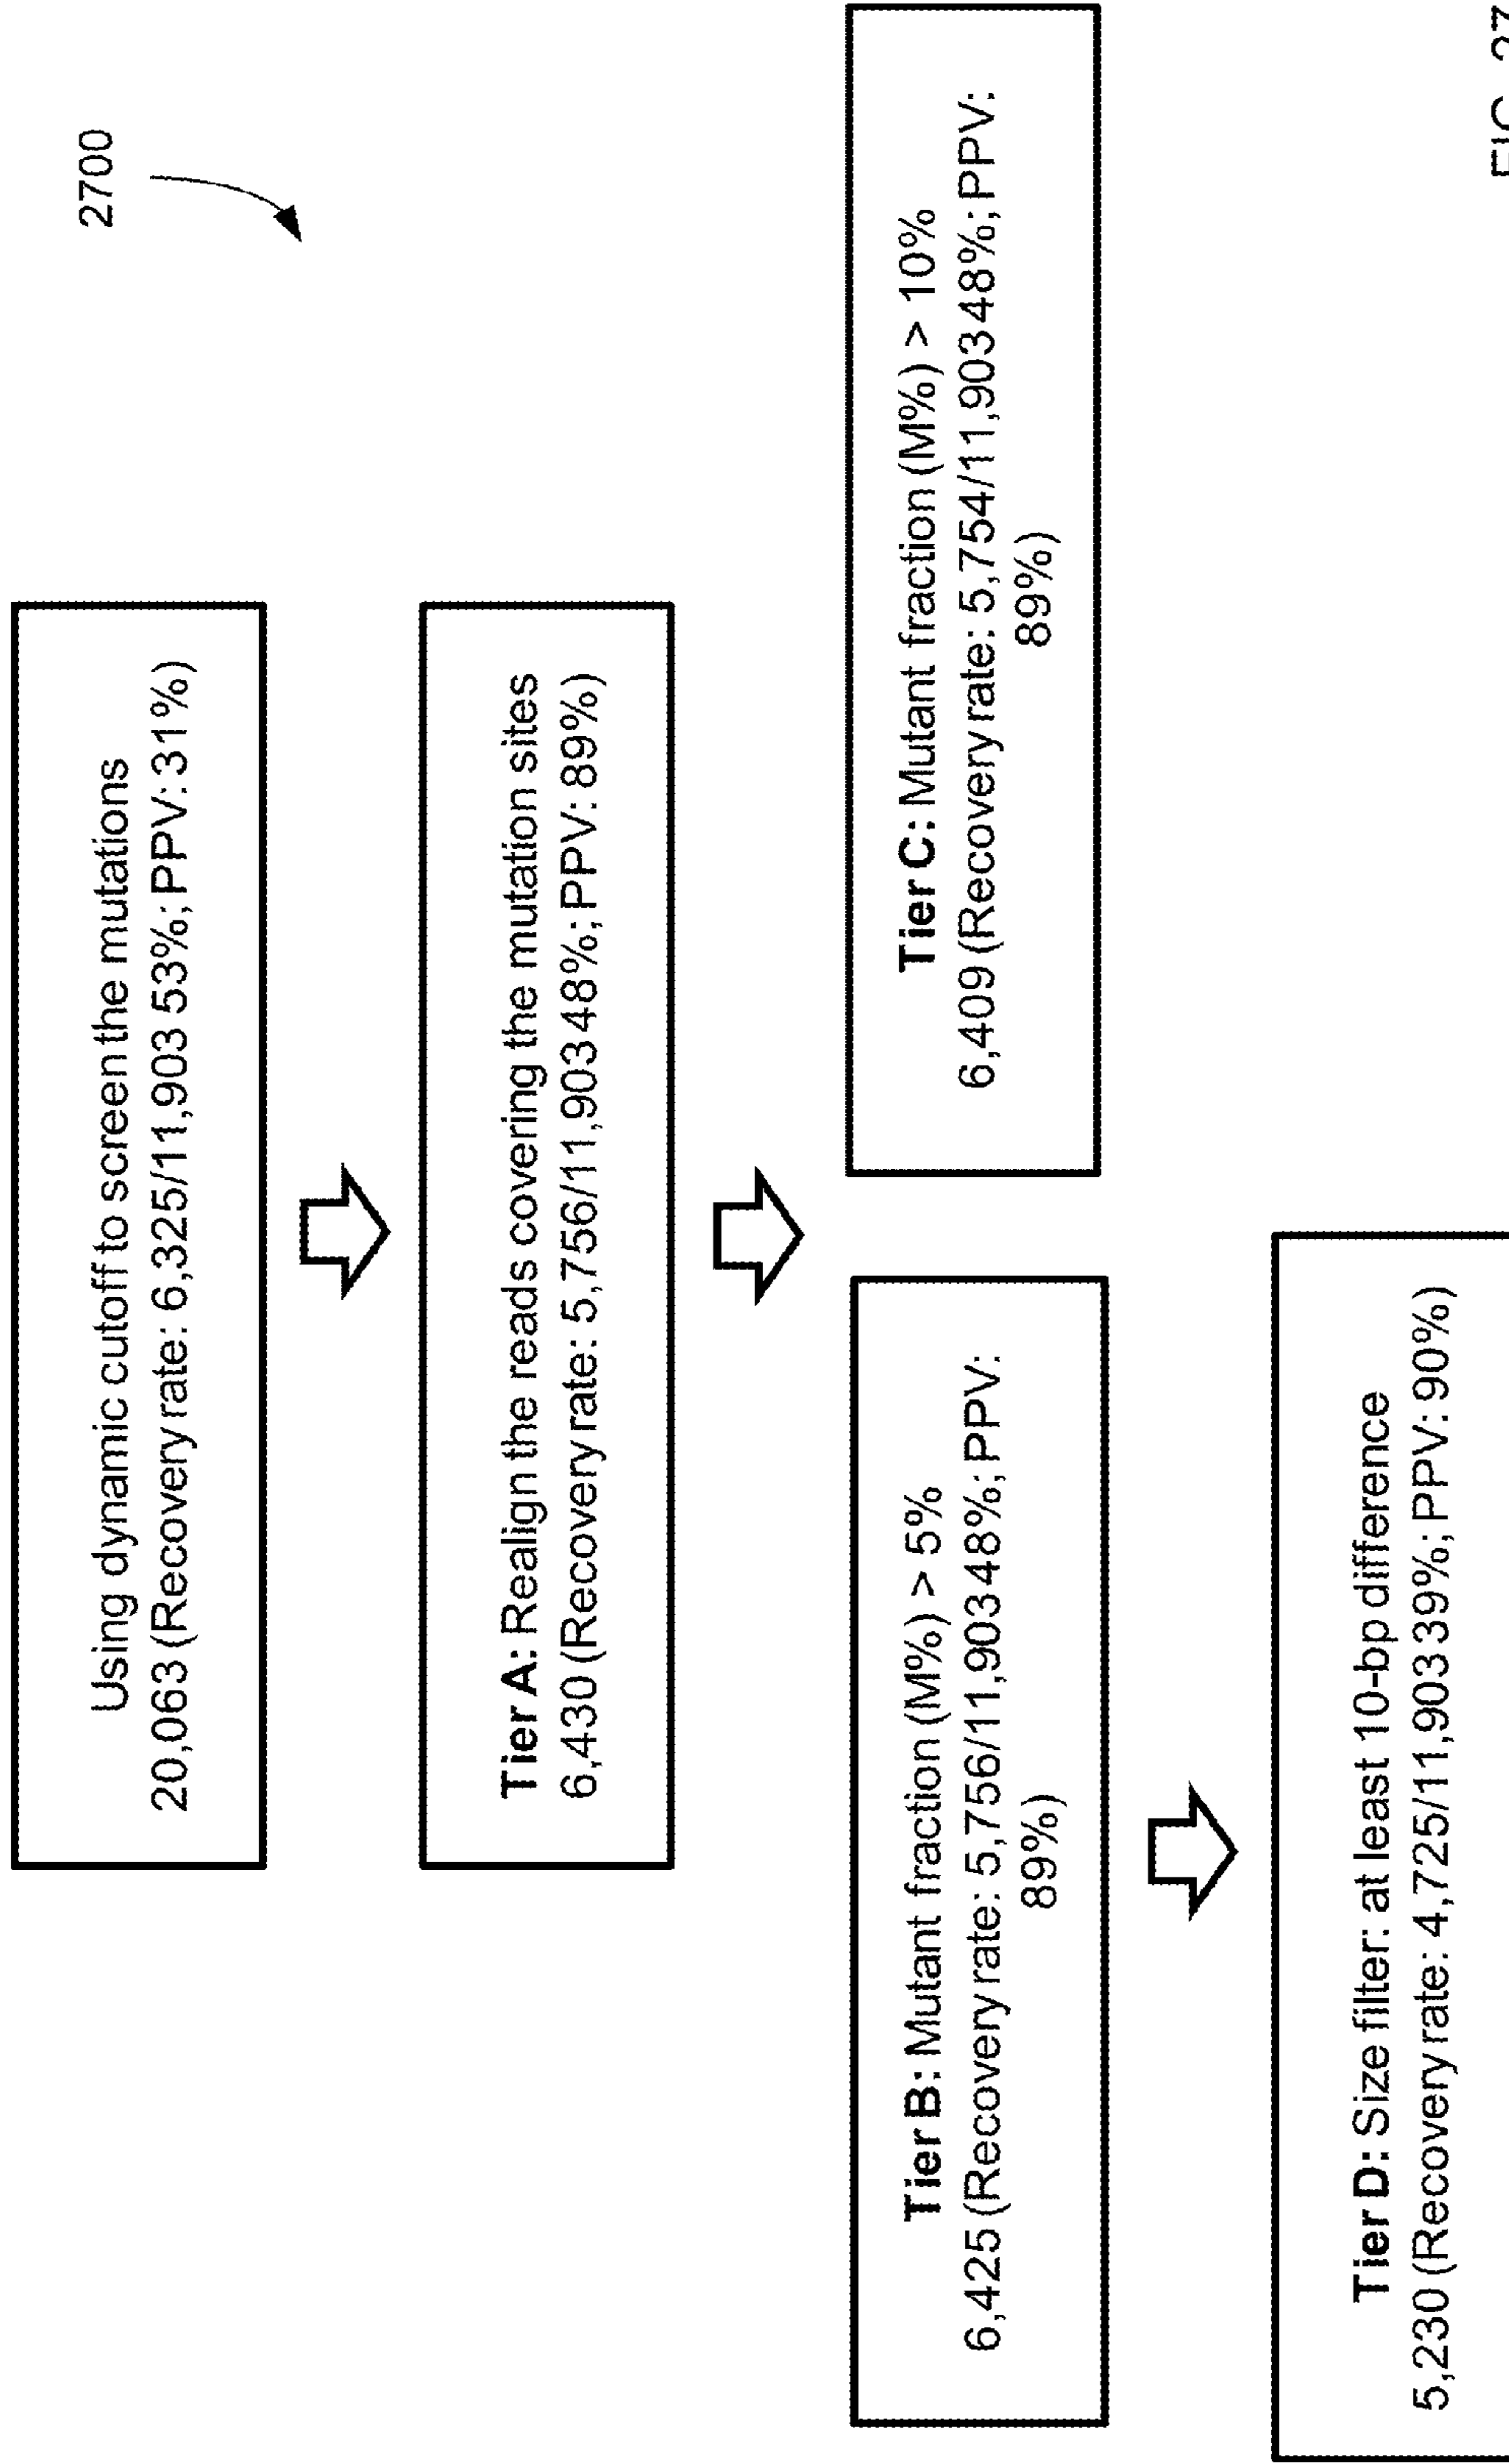 2700
Using dynamic cutoff to screen the mutations
20,063 (Recovery rate: 6,325/11,903 53%; PPV: 31%)
Tier A: Realign the reads covering the mutation sites
6,430 (Recovery rate: 5,756/11,903 48%; PPV: 89%)
Tier B: Mutant fraction (M%) > 5%
6,425 (Recovery rate: 5,756/11,903 48%; PPV:
89%)
Tier C: Mutant fraction (M%) > 10%
6,409 (Recovery rate: 5,754/11,903 48%; PPV:
89%)
Tier D: Size filter: at least 10-bp difference
5,230 (Recovery rate: 4,725/11,903 39%; PPV: 90%)
FIG. 27